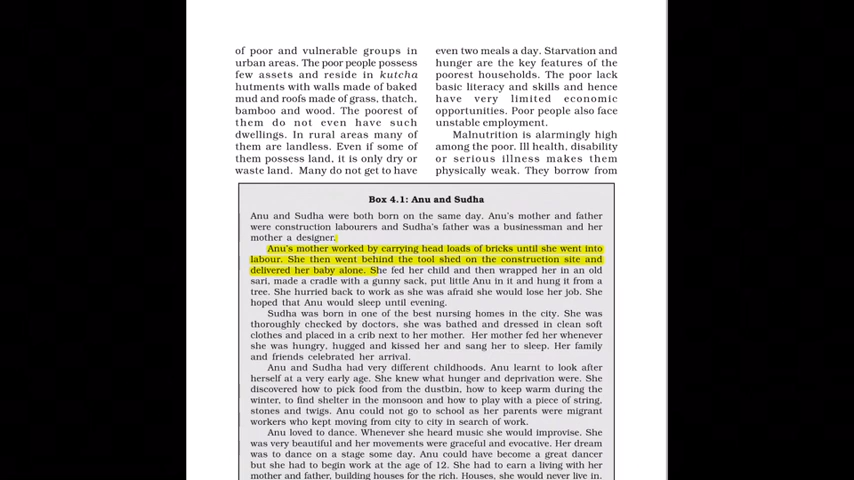 of poor and vulnerable groups in
urban areas. The poor people possess
few assets and reside in kutcha
hutments with walls made of baked
mud and roofs made of grass, thatch,
bamboo and wood. The poorest of
them do not even have such
dwellings. In rural areas many of
them are landless. Even if some of
them possess land, it is only dry or
waste land. Many do not get to have
even two meals a day. Starvation and
hunger are the key features of the
poorest households. The poor lack
basic literacy and skills and hence
have very limited economic
opportunities. Poor people also face
unstable employment.
Malnutrition is alarmingly high
among the poor. Ill health, disability
or serious illness makes them
physically weak. They borrow from
Box 4.1: Anu and Sudha
Anu and Sudha were both born on the same day. Anu's mother and father
were construction labourers and Sudha's father was a businessman and her
mother a designer.
Anu's mother worked by carrying head loads of bricks until she went into
labour. She then went behind the tool shed on the construction site and
delivered her baby alone. She fed her child and then wrapped her in an old
sari, made a cradle with a gunny sack, put little Anu in it and hung it from a
tree. She hurried back to work as she was afraid she would lose her job. She
hoped that Anu would sleep until evening.
Sudha was born in one of the best nursing homes in the city. She was
thoroughly checked by doctors, she was bathed and dressed in clean soft
clothes and placed in a crib next to her mother. Her mother fed her whenever
she was hungry, hugged and kissed her and sang her to sleep. Her family
and friends celebrated her arrival.
Anu and Sudha had very different childhoods. Anu learnt to look after
herself at a very early age. She knew what hunger and deprivation were. She
discovered how to pick food from the dustbin, how to keep warm during the
winter, to find shelter in the monsoon and how to play with a piece of string,
stones and twigs. Anu could not go to school as her parents were migrant
workers who kept moving from city to city in search of work.
Anu loved to dance. Whenever she heard music she would improvise. She
was very beautiful and her movements were graceful and evocative. Her dream
was to dance on a stage some day. Anu could have become a great dancer
but she had to begin work at the age of 12. She had to earn a living with her
mother and father, building houses for the rich. Houses, she would never live in.